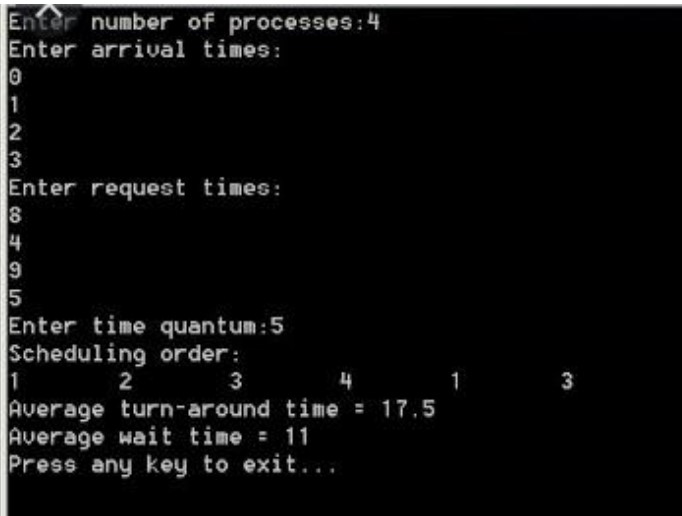 Enter number of processes:4
Enter arrival times:
0
1
2
3
Enter request times:
8
4
9
5
Enter time quantum:5
Scheduling order:
1 2 3 4 1 3
Average turn-around time = 17.5
Average wait time = 11
Press any key to exit...